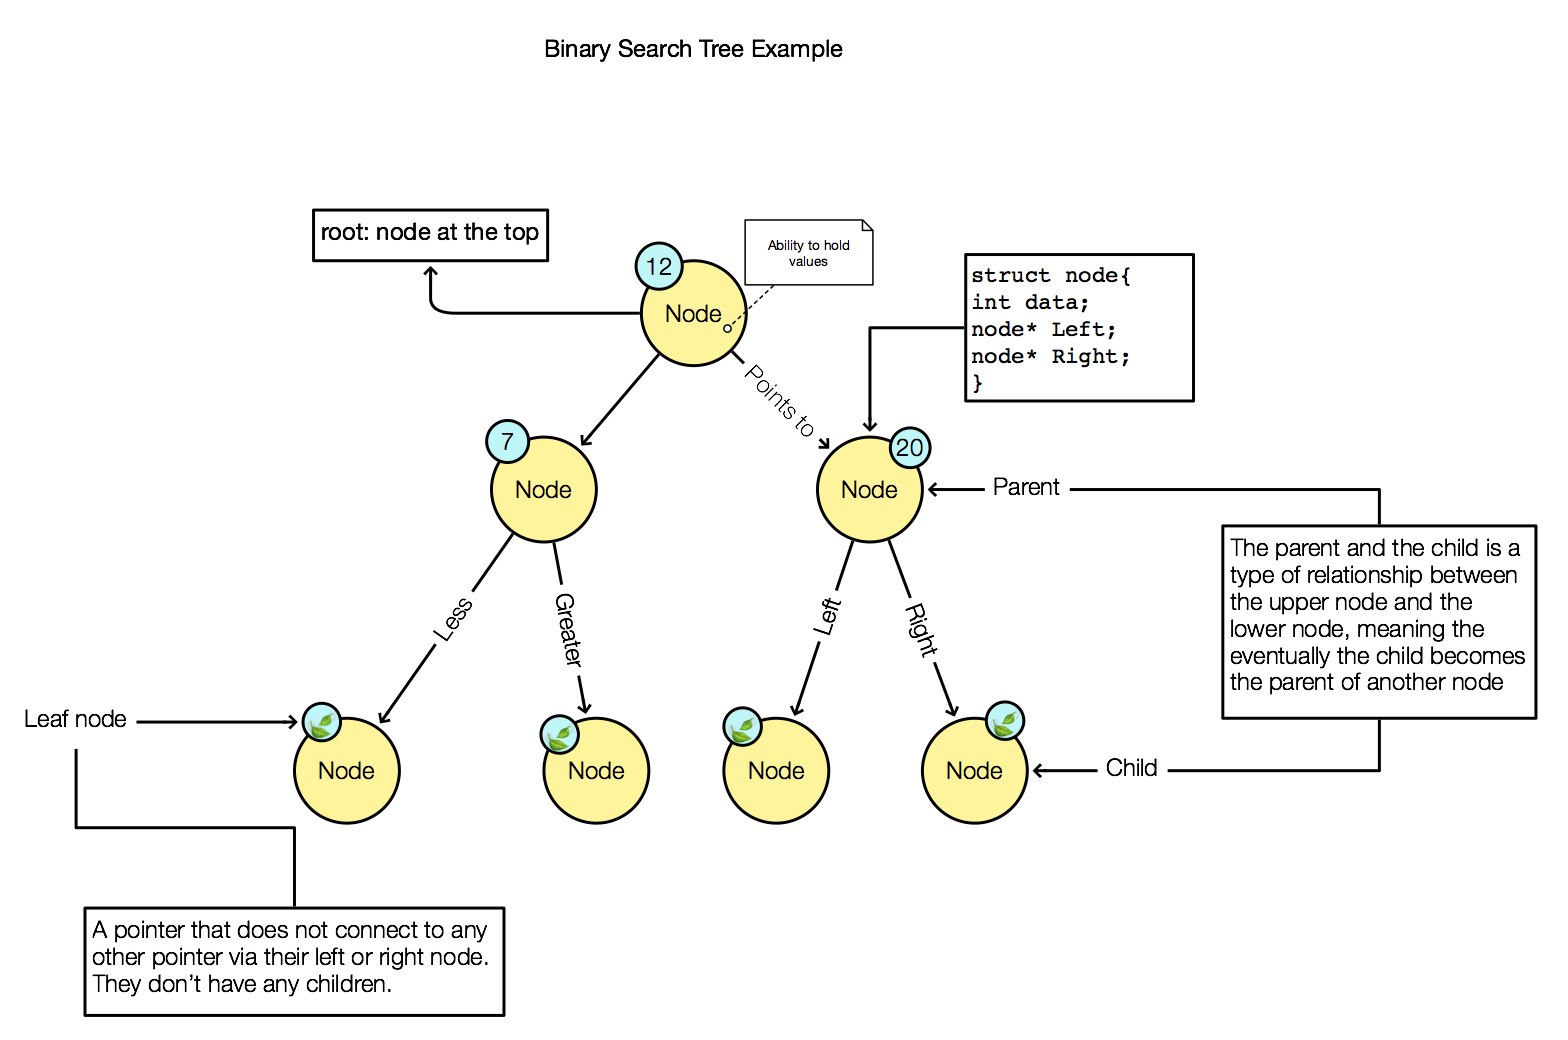 Binary Search Tree Example
root: node at the top
12
Node
Ability to hold
values
struct node{
int data;
node* Left;
node* Right;
}
Points to
7
Node
20
Node
Parent
The parent and the child is a
type of relationship between
the upper node and the
lower node, meaning the
eventually the child becomes
the parent of another node
Less
Greater
Left
Right
Leaf node
Node
Node
Node
Node
Child
A pointer that does not connect to any
other pointer via their left or right node.
They don’t have any children.